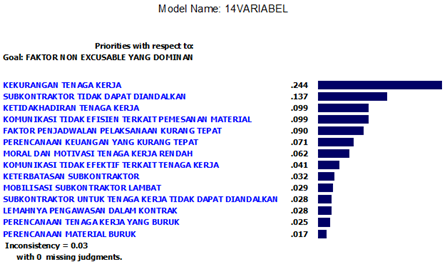 Model Name: 14VARIABEL
Priorities with respect to:
Goal: FAKTOR NON EXCUSABLE YANG DOMINAN
KEKURANGAN TENAGA KERJA .244
SUBKONTRAKTOR TIDAK DAPAT DIANDALKAN .137
KETIDAKHADIRAN TENAGA KERJA .099
KOMUNIKASI TIDAK EFISIEN TERKAIT PEMESANAN MATERIAL .099
FAKTOR PENJADWALAN PELAKSANAAN KURANG TEPAT .090
PERENCANAAN KEUANGAN YANG KURANG TEPAT .071
MORAL DAN MOTIVASI TENAGA KERJA RENDAH .062
KOMUNIKASI TIDAK EFEKTIF TERKAIT TENAGA KERJA .041
KETERBATASAN SUBKONTRAKTOR .032
MOBILISASI SUBKONTRAKTOR LAMBAT .029
SUBKONTRAKTOR UNTUK TENAGA KERJA TIDAK DAPAT DIANDALKAN .028
LEMAHNYA PENGAWASAN DALAM KONTRAK .028
PERENCANAAN TENAGA KERJA YANG BURUK .025
PERENCANAAN MATERIAL BURUK .017
Inconsistency = 0.03
with 0 missing judgments.